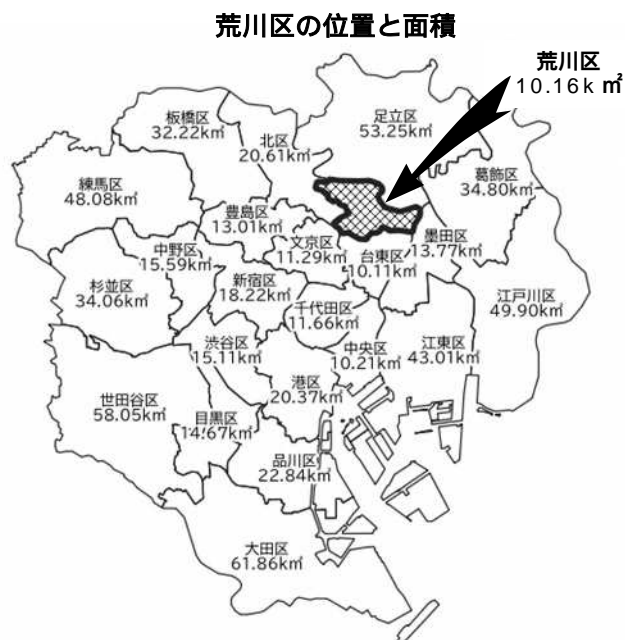 荒川区の位置と面積
荒川区
10.16k㎡
板橋区
32.22k㎡
北区
20.61k㎡
足立区
53.25k㎡
葛飾区
34.80k㎡
練馬区
48.08k㎡
豊島区
13.01k㎡
文京区
11.29k㎡
台東区
10.11k㎡
墨田区
13.77k㎡
中野区
15.59k㎡
新宿区
18.22k㎡
杉並区
34.06k㎡
千代田区
11.66k㎡
江戸川区
49.90k㎡
渋谷区
15.11k㎡
中央区
10.21k㎡
江東区
43.01k㎡
港区
20.37k㎡
世田谷区
58.05k㎡
目黒区
14.67k㎡
品川区
22.84k㎡
大田区
61.86k㎡